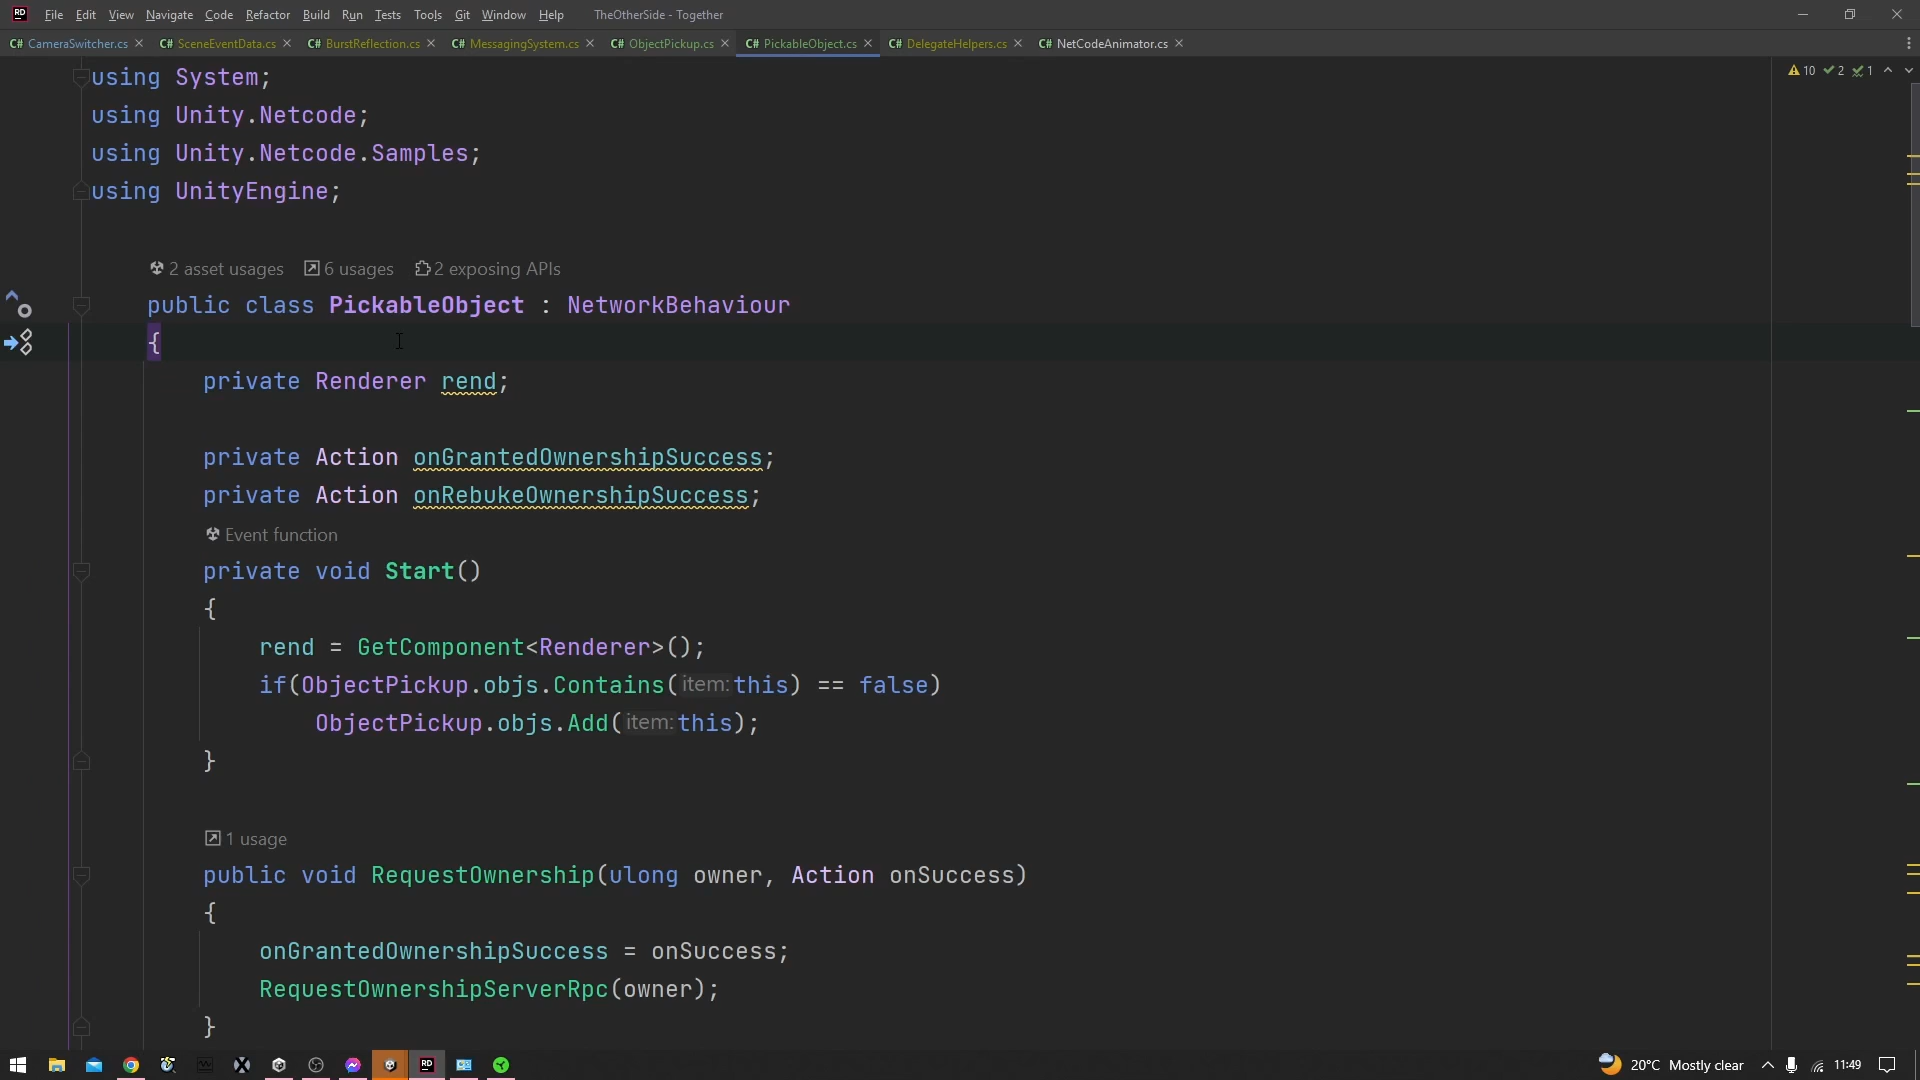 RD File Edit View Navigate Code Refactor Build Run Tests Tools Git Window Help TheOtherSide - Together
C# CameraSwitcher.cs C# SceneEventData.cs C# BurstReflection.cs C# MessagingSystem.cs C# ObjectPickup.cs C# PickableObject.cs C# DelegateHelpers.cs C# NetCodeAnimator.cs
10 2 1
using System;
using Unity.Netcode;
using Unity.Netcode.Samples;
using UnityEngine;
2 asset usages 6 usages 2 exposing APIs
public class PickableObject : NetworkBehaviour
{
private Renderer rend;
private Action onGrantedOwnershipSuccess;
private Action onRebukeOwnershipSuccess;
Event function
private void Start()
{
rend = GetComponent<Renderer>();
if(ObjectPickup.objs.Contains(item:this) == false)
ObjectPickup.objs.Add(item:this);
}
1 usage
public void RequestOwnership(ulong owner, Action onSuccess)
{
onGrantedOwnershipSuccess = onSuccess;
RequestOwnershipServerRpc(owner);
}
RD 20°C Mostly clear 11:49